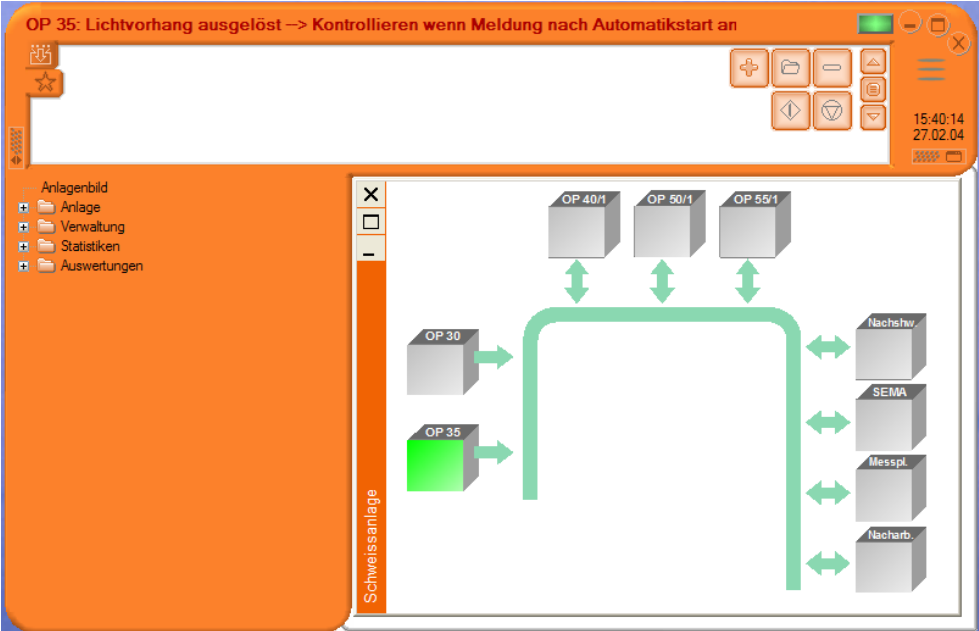 OP 35: Lichtvorhang ausgelöst --> Kontrollieren wenn Meldung nach Automatikstart an
15:40:14
27.02.04
Anlagenbild
Anlage
Verwaltung
Statistiken
Auswertungen
Schweissanlage
OP 40/1
OP 50/1
OP 55/1
OP 30
OP 35
Nachshw.
SEMA
Messpl.
Nacharb.